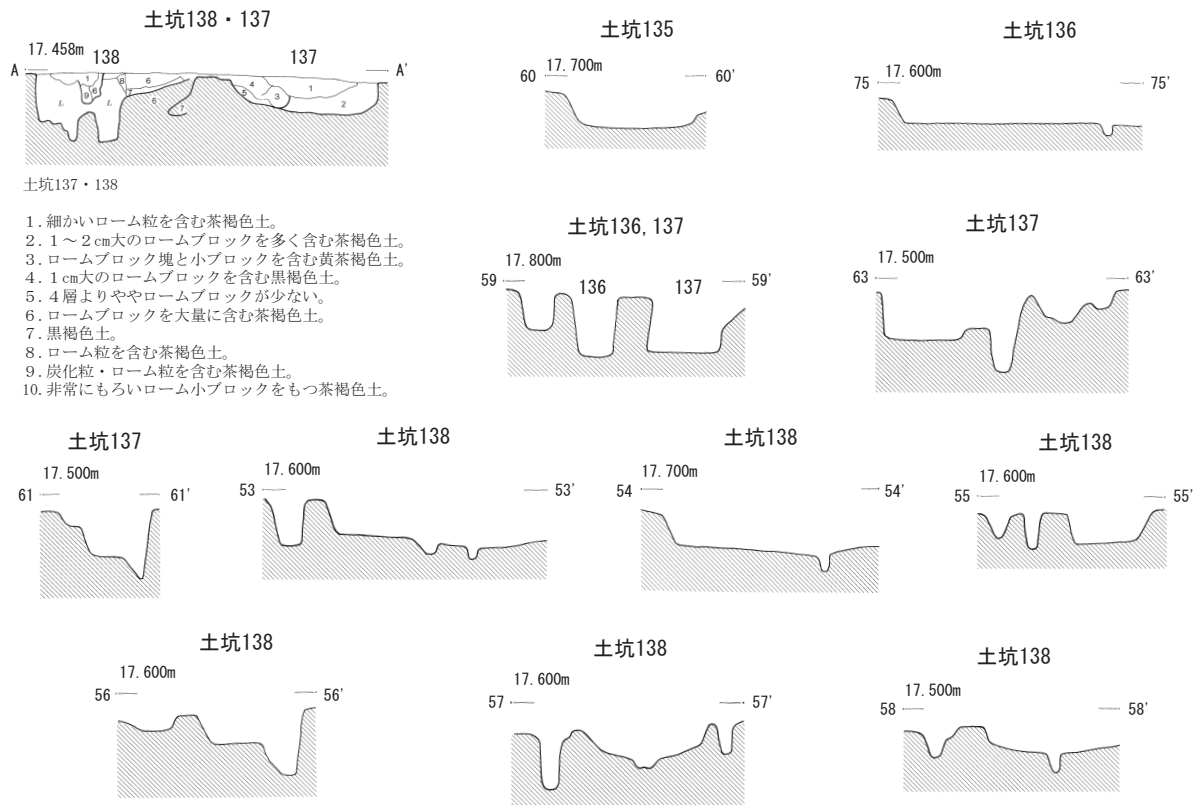 土坑138・137
17.458m
138
137
A
A'
1
6
8
6
4
1
9
6
7
5
3
2
L
L
6
7
土坑135
17.700m
60
60'
土坑136
17.600m
75
75'
土坑137・138
1. 細かいローム粒を含む茶褐色土。
2. 1～2cm大のロームブロックを多く含む茶褐色土。
3. ロームブロック塊と小ブロックを含む黄茶褐色土。
4. 1cm大のロームブロックを含む黒褐色土。
5. 4層よりややロームブロックが少ない。
6. ロームブロックを大量に含む茶褐色土。
7. 黒褐色土。
8. ローム粒を含む茶褐色土。
9. 炭化粒・ローム粒を含む茶褐色土。
10. 非常にもろいローム小ブロックをもつ茶褐色土。
土坑136,137
17.800m
59
136
137
59'
土坑137
17.500m
63
63'
土坑137
17.500m
61
61'
土坑138
17.600m
53
53'
土坑138
17.700m
54
54'
土坑138
17.600m
55
55'
土坑138
17.600m
56
56'
土坑138
17.600m
57
57'
土坑138
17.500m
58
58'